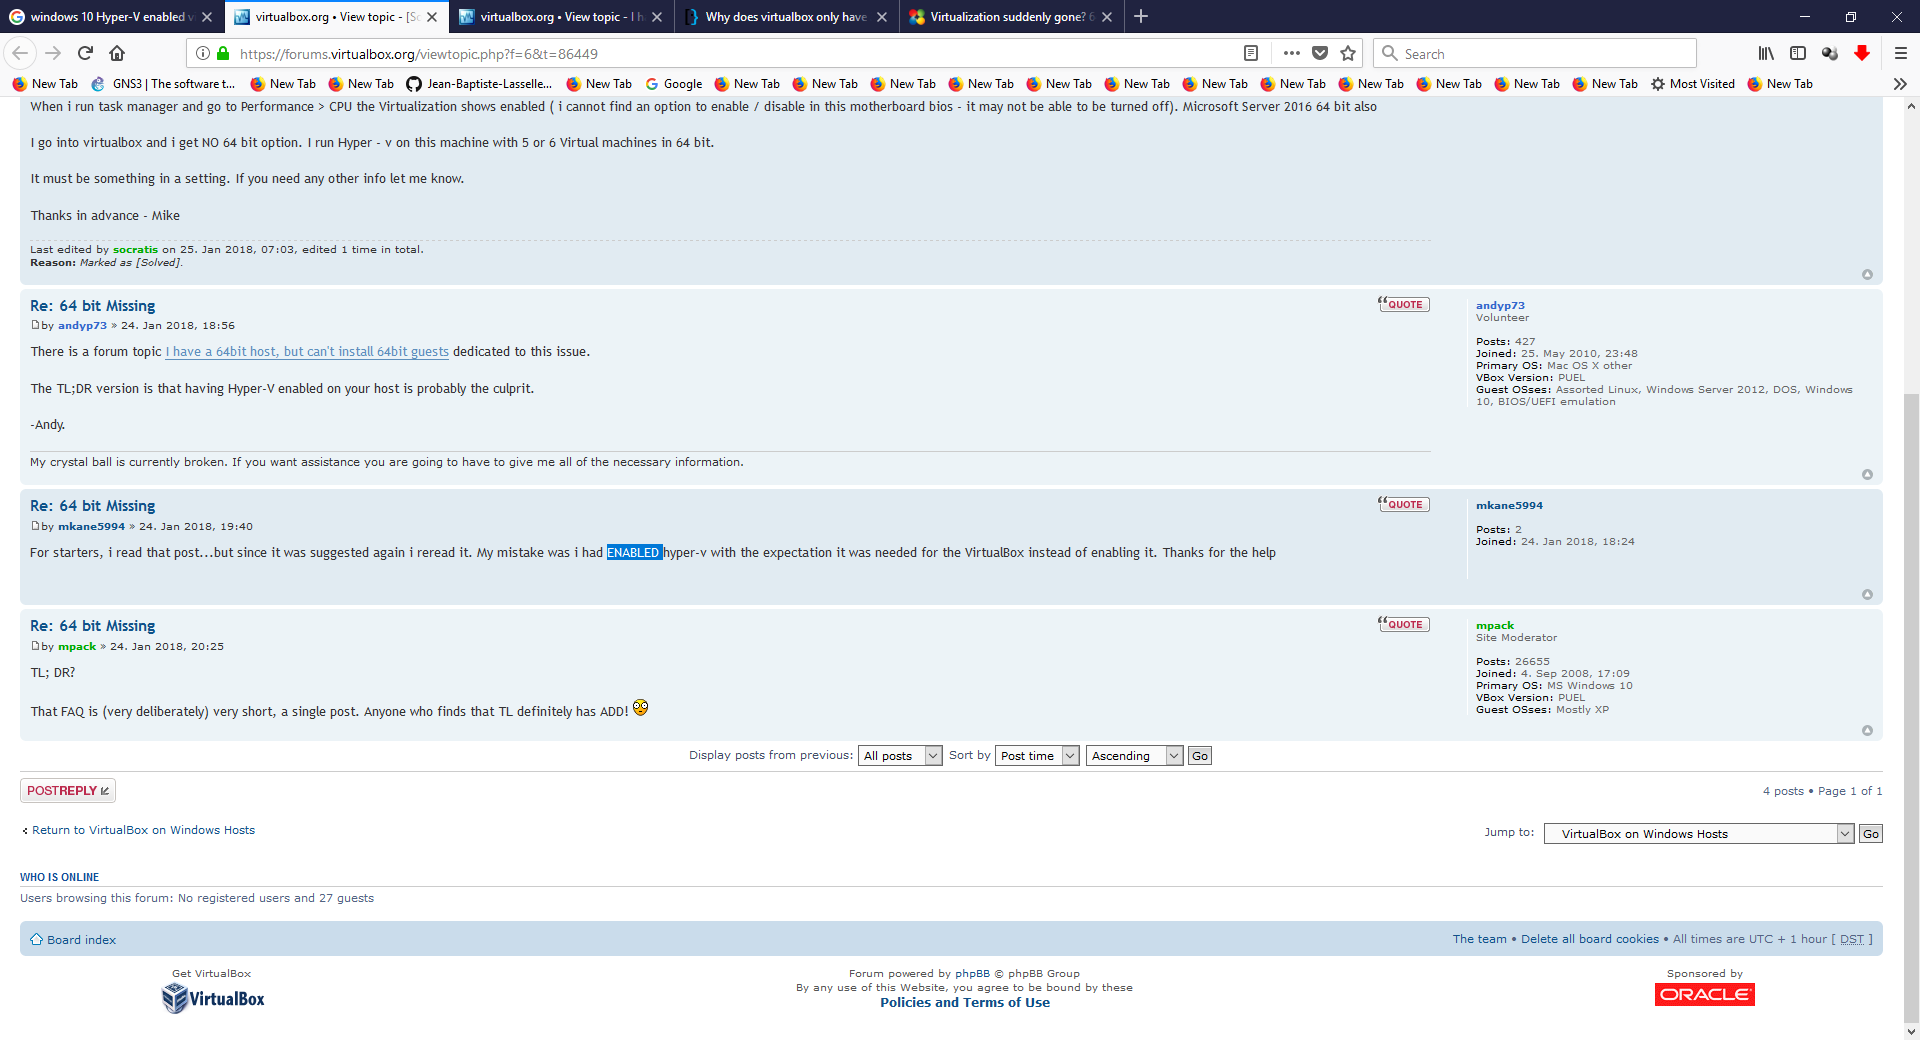 windows 10 Hyper-V enabled v
virtualbox.org • View topic - [So
virtualbox.org • View topic - I ha
Why does virtualbox only have
Virtualization suddenly gone? 6
https://forums.virtualbox.org/viewtopic.php?f=6&t=86449
Search
New Tab
GNS3 | The software t...
New Tab
New Tab
Jean-Baptiste-Lasselle...
New Tab
Google
New Tab
New Tab
New Tab
New Tab
New Tab
New Tab
New Tab
New Tab
New Tab
New Tab
New Tab
New Tab
Most Visited
New Tab
When i run task manager and go to Performance > CPU the Virtualization shows enabled ( i cannot find an option to enable / disable in this motherboard bios - it may not be able to be turned off). Microsoft Server 2016 64 bit also
I go into virtualbox and i get NO 64 bit option. I run Hyper - v on this machine with 5 or 6 Virtual machines in 64 bit.
It must be something in a setting. If you need any other info let me know.
Thanks in advance - Mike
Last edited by socratis on 25. Jan 2018, 07:03, edited 1 time in total.
Reason: Marked as [Solved].
Re: 64 bit Missing
QUOTE
by andyp73 » 24. Jan 2018, 18:56
There is a forum topic I have a 64bit host, but can't install 64bit guests dedicated to this issue.
The TL;DR version is that having Hyper-V enabled on your host is probably the culprit.
-Andy.
My crystal ball is currently broken. If you want assistance you are going to have to give me all of the necessary information.
andyp73
Volunteer
Posts: 427
Joined: 25. May 2010, 23:48
Primary OS: Mac OS X other
VBox Version: PUEL
Guest OSses: Assorted Linux, Windows Server 2012, DOS, Windows
10, BIOS/UEFI emulation
Re: 64 bit Missing
QUOTE
by mkane5994 » 24. Jan 2018, 19:40
For starters, i read that post...but since it was suggested again i reread it. My mistake was i had ENABLED hyper-v with the expectation it was needed for the VirtualBox instead of enabling it. Thanks for the help
mkane5994
Posts: 2
Joined: 24. Jan 2018, 18:24
Re: 64 bit Missing
QUOTE
by mpack » 24. Jan 2018, 20:25
TL; DR?
That FAQ is (very deliberately) very short, a single post. Anyone who finds that TL definitely has ADD!
mpack
Site Moderator
Posts: 26655
Joined: 4. Sep 2008, 17:09
Primary OS: MS Windows 10
VBox Version: PUEL
Guest OSses: Mostly XP
Display posts from previous: All posts Sort by Post time Ascending Go
POSTREPLY
4 posts • Page 1 of 1
Return to VirtualBox on Windows Hosts
Jump to: VirtualBox on Windows Hosts Go
WHO IS ONLINE
Users browsing this forum: No registered users and 27 guests
Board index
The team • Delete all board cookies • All times are UTC + 1 hour [ DST ]
Get VirtualBox
VirtualBox
Forum powered by phpBB © phpBB Group
By any use of this Website, you agree to be bound by these
Policies and Terms of Use
Sponsored by
ORACLE